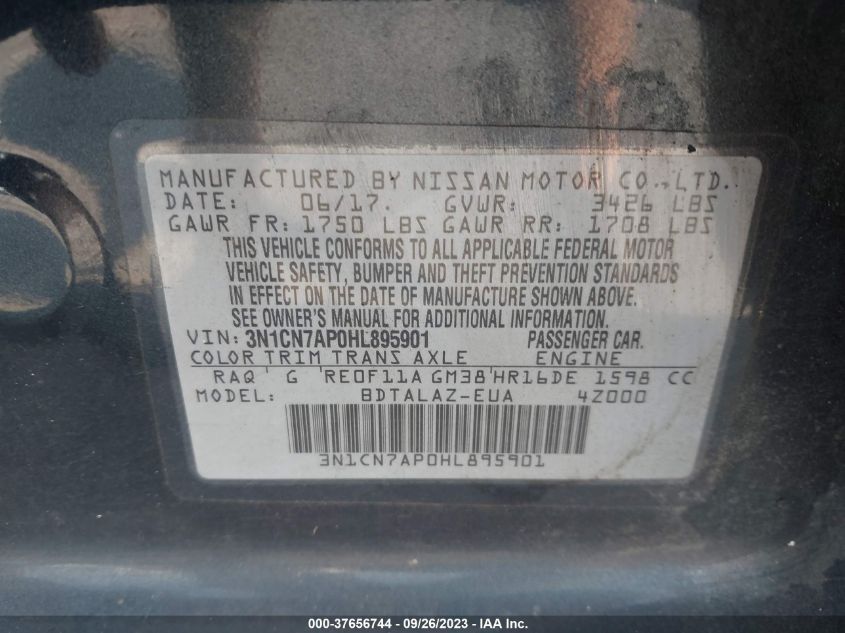 MANUFACTURED BY NISSAN MOTOR CO., LTD.
DATE: 06/17. GVWR: 3426 LBS
GAWR FR: 1750 LBS GAWR RR: 1708 LBS
THIS VEHICLE CONFORMS TO ALL APPLICABLE FEDERAL MOTOR
VEHICLE SAFETY, BUMPER AND THEFT PREVENTION STANDARDS
IN EFFECT ON THE DATE OF MANUFACTURE SHOWN ABOVE.
SEE OWNER'S MANUAL FOR ADDITIONAL INFORMATION.
VIN: 3N1CN7AP0HL895901 PASSENGER CAR.
COLOR TRIM TRANS AXLE ENGINE
RAQ ' G 'RE0F11A GM38'HR16DE 1598 CC
MODEL: BDTALAZ-EUA 4Z000
3N1CN7AP0HL895901
000-37656744 - 09/26/2023 - IAA Inc.